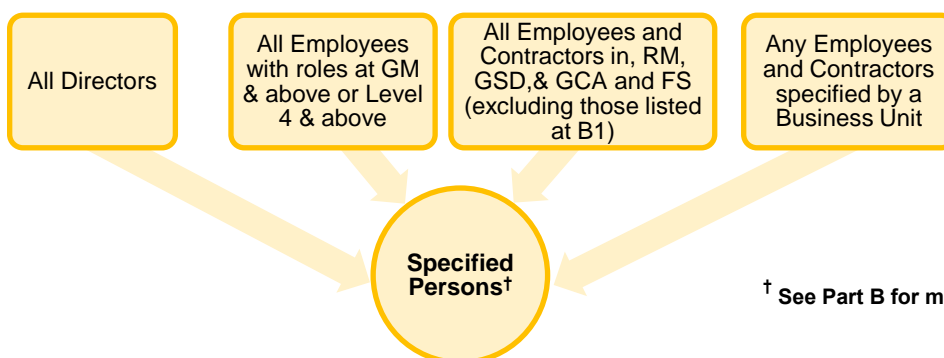 All Directors
All Employees
with roles at GM
& above or Level
4 & above
All Employees and
Contractors in, RM,
GSD,& GCA and FS
(excluding those listed
at B1)
Any Employees
and Contractors
specified by a
Business Unit
Specified
Persons†
† See Part B for m